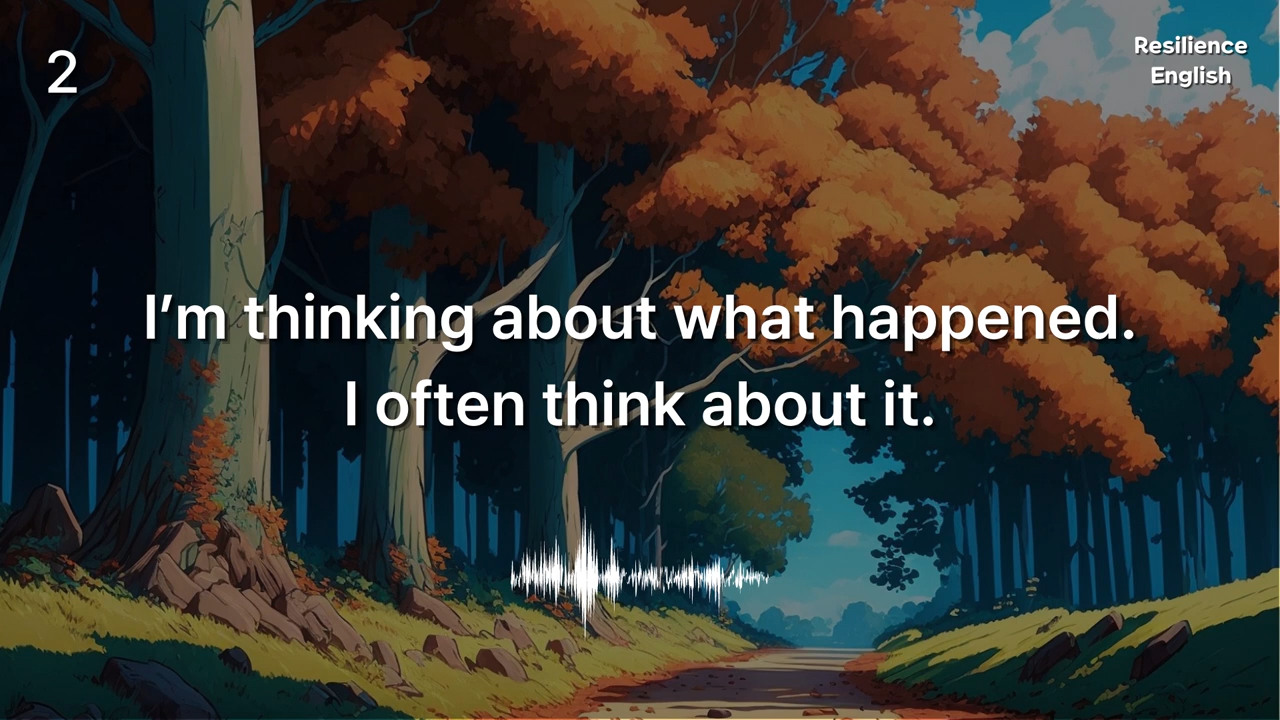 2
Resilience
English
I’m thinking about what happened.
I often think about it.